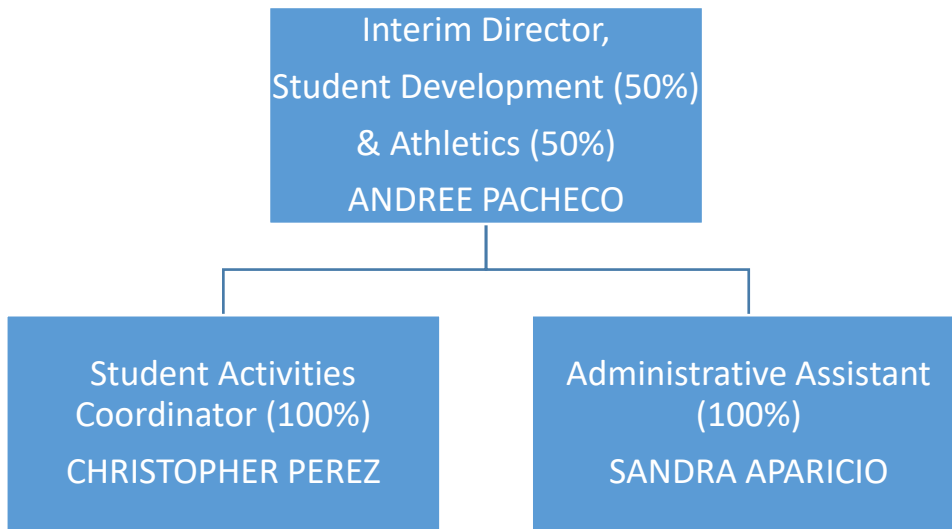 Interim Director,
Student Development (50%)
& Athletics (50%)
ANDREE PACHECO
Student Activities
Coordinator (100%)
CHRISTOPHER PEREZ
Administrative Assistant
(100%)
SANDRA APARICIO